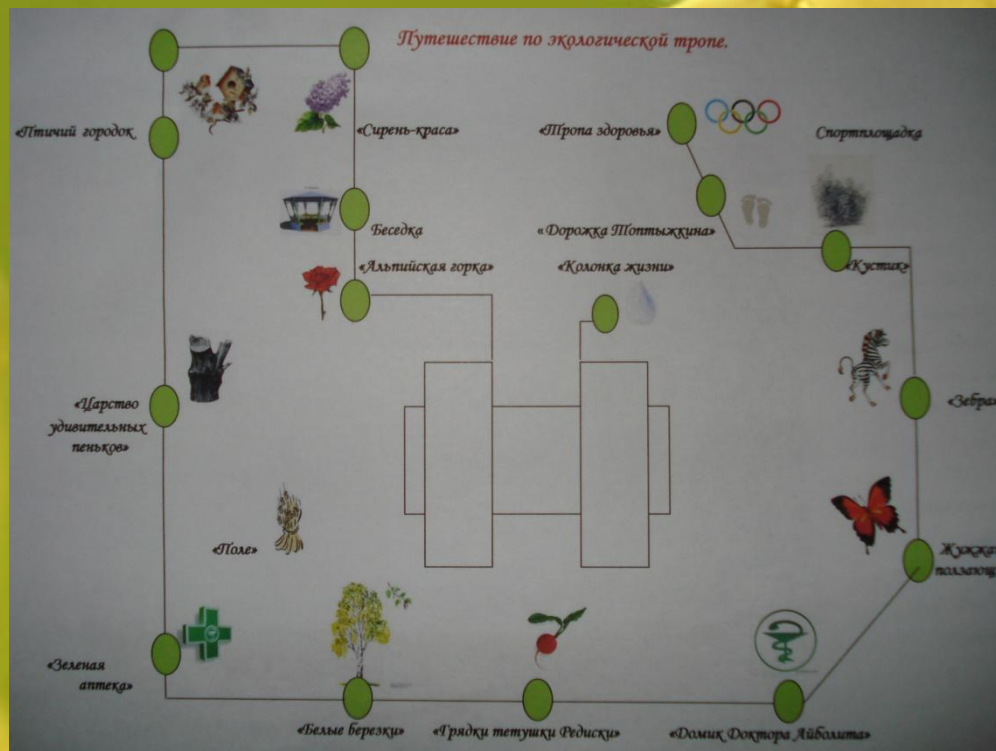 Путешествие по экологической тропе.
«Птичий городок
«Сирень-краса»
«Тропа здоровья»
Спортплощадка
Беседка
«Дорожка Топтыжкина»
«Альпийская горка»
«Колонка жизни»
«Кустик»
«Царство
удивительных
пеньков»
«Зебра»
«Поле»
«Зеленая
аптека»
«Белые березки»
«Грядки тетушки Редиски»
«Домик Доктора Айболита»